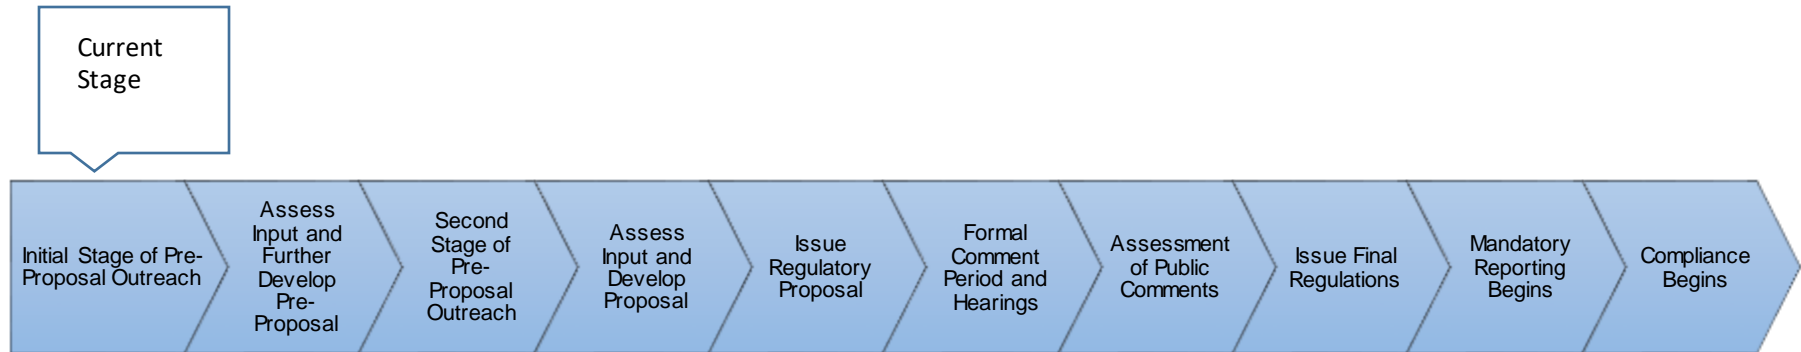 Current
Stage
Initial Stage of Pre-
Proposal Outreach
Assess
Input and
Further
Develop
Pre-
Proposal
Second
Stage of
Pre-
Proposal
Outreach
Assess
Input and
Develop
Proposal
Issue
Regulatory
Proposal
Formal
Comment
Period and
Hearings
Assessment
of Public
Comments
Issue Final
Regulations
Mandatory
Reporting
Begins
Compliance
Begins